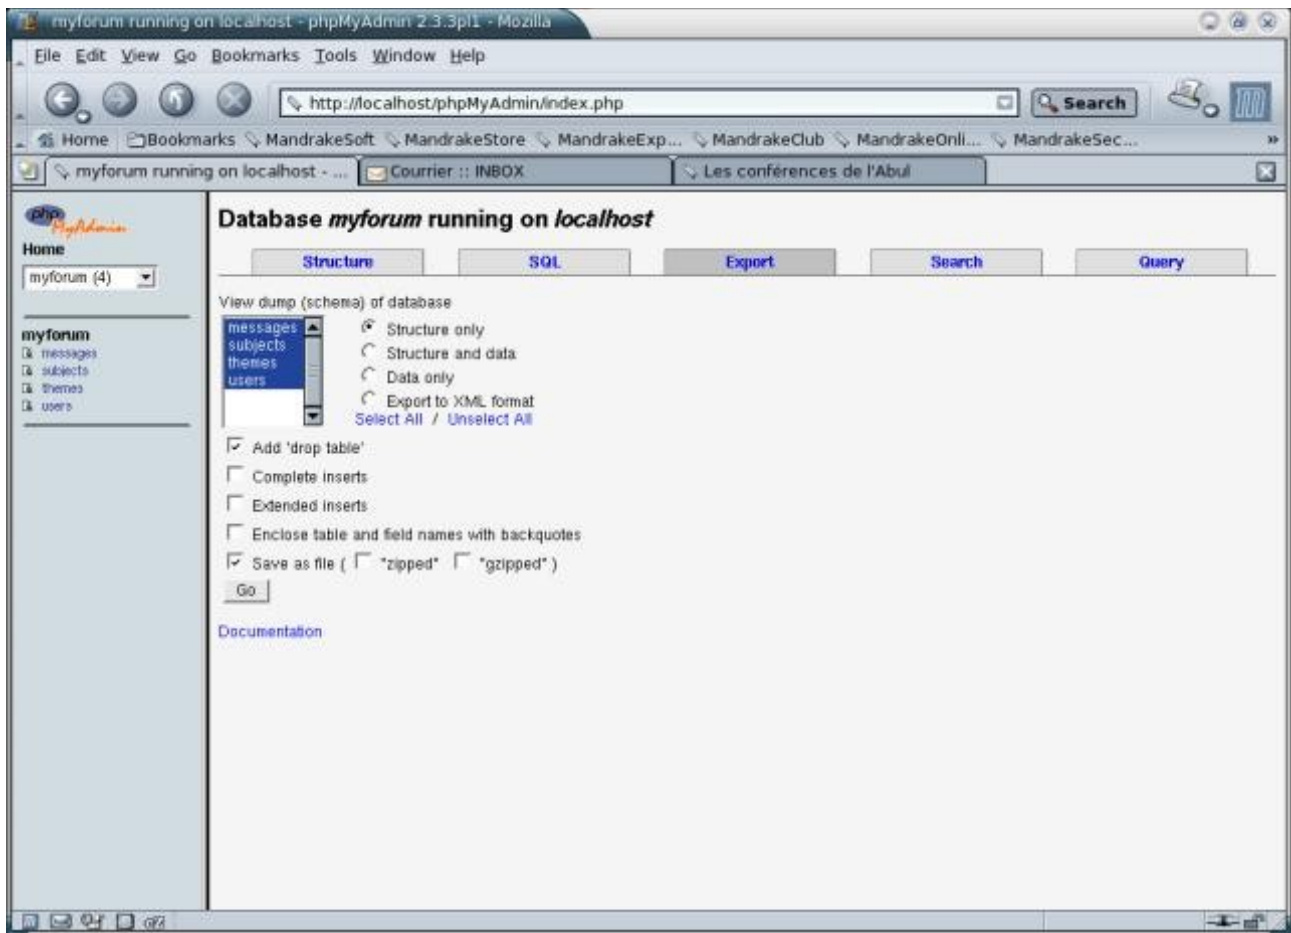 myforum running on localhost - phpMyAdmin 2.3.3pl1 - Mozilla
File Edit View Go Bookmarks Tools Window Help
http://localhost/phpMyAdmin/index.php Search
Home Bookmarks MandrakeSoft MandrakeStore MandrakeExp... MandrakeClub MandrakeOnli... MandrakeSec... »
myforum running on localhost - ... Courrier :: INBOX Les conférences de l'Abul
php
MyAdmin
Home
myforum (4)
myforum
messages
subjects
themes
users
Database myforum running on localhost
Structure SQL Export Search Query
View dump (schema) of database
messages
subjects
themes
users
Structure only
Structure and data
Data only
Export to XML format
Select All / Unselect All
Add 'drop table'
Complete inserts
Extended inserts
Enclose table and field names with backquotes
Save as file ( "zipped" "gzipped" )
Go
Documentation